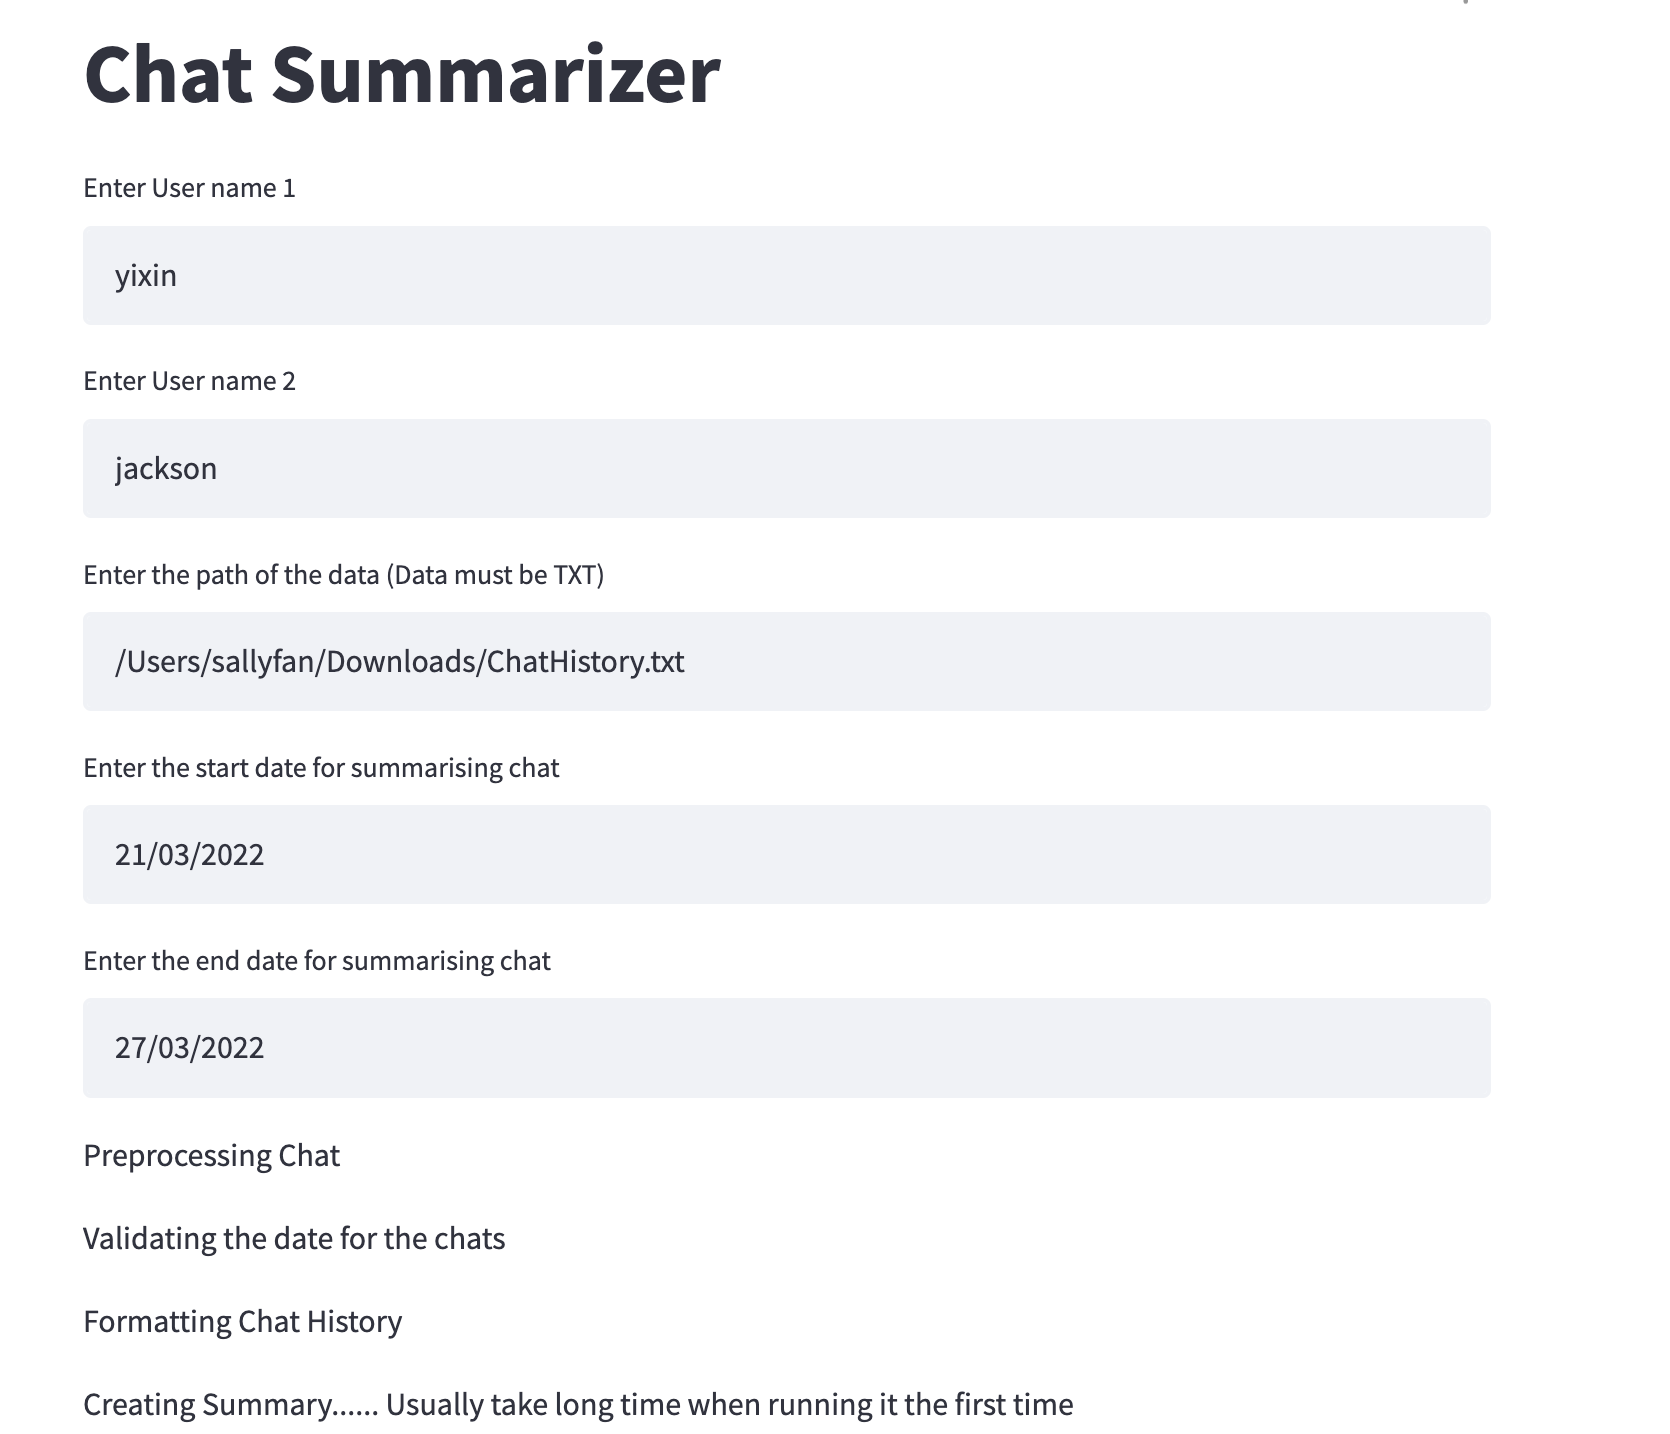 Chat Summarizer
Enter User name 1
yixin
Enter User name 2
jackson
Enter the path of the data (Data must be TXT)
/Users/sallyfan/Downloads/ChatHistory.txt
Enter the start date for summarising chat
21/03/2022
Enter the end date for summarising chat
27/03/2022
Preprocessing Chat
Validating the date for the chats
Formatting Chat History
Creating Summary...... Usually take long time when running it the first time